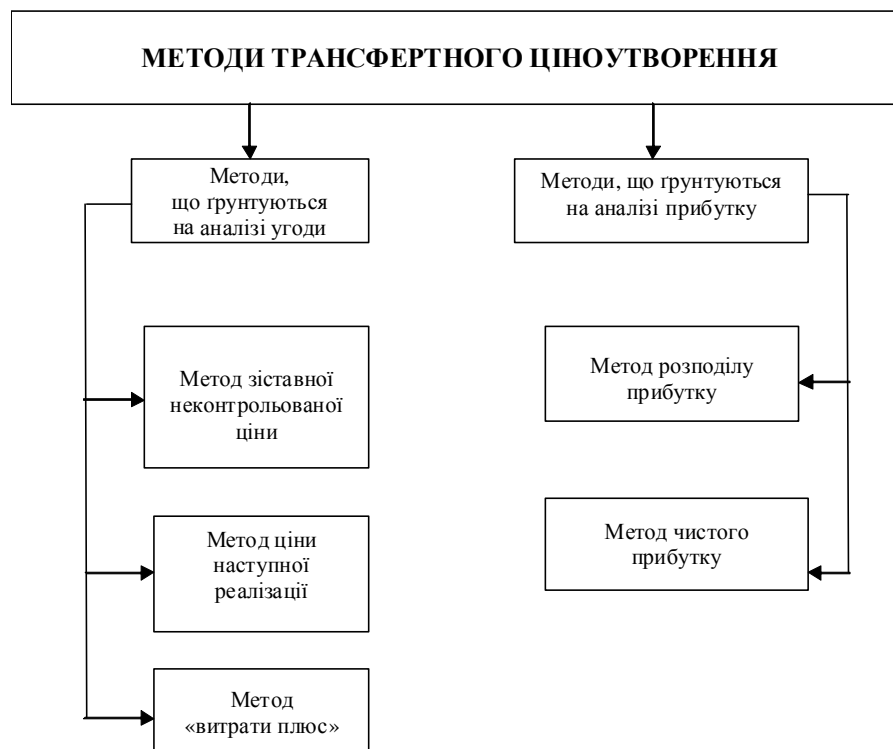 МЕТОДИ ТРАНСФЕРТНОГО ЦІНОУТВОРЕННЯ
Методи,
що ґрунтуються
на аналізі угоди
Методи, що ґрунтуються
на аналізі прибутку
Метод зіставної
неконтрольованої
ціни
Метод розподілу
прибутку
Метод ціни
наступної
реалізації
Метод чистого
прибутку
Метод
«витрати плюс»